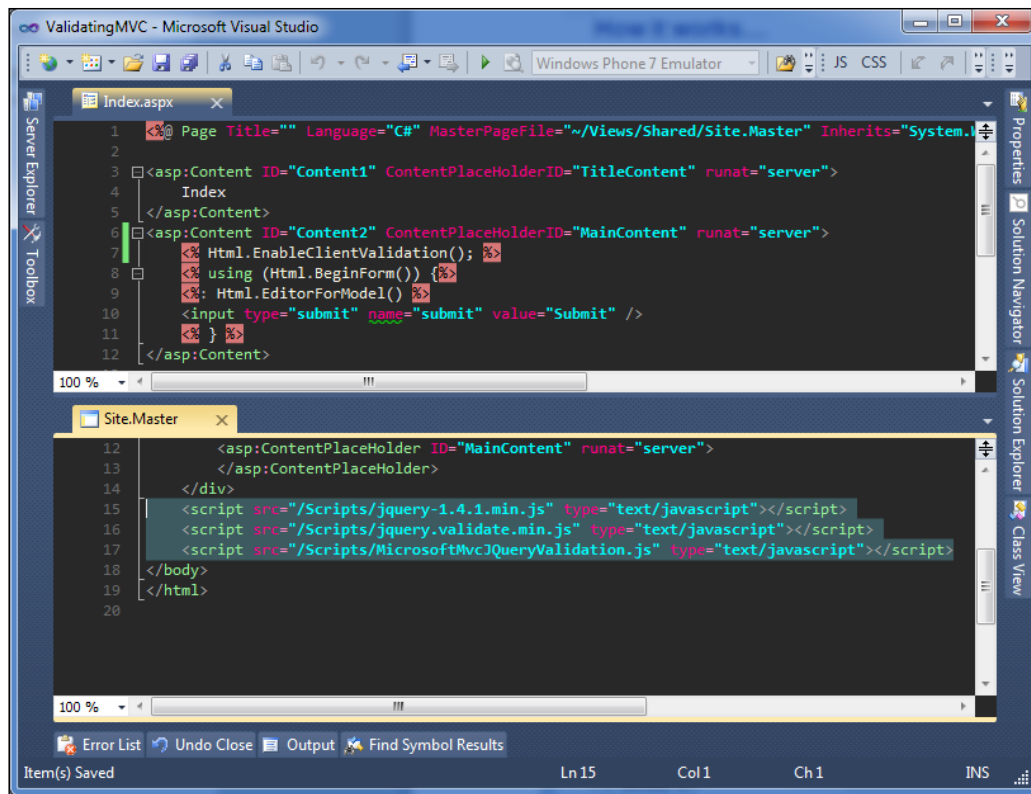 ValidatingMVC - Microsoft Visual Studio
Windows Phone 7 Emulator JS CSS
Server Explorer
Toolbox
Index.aspx
1 <%@ Page Title="" Language="C#" MasterPageFile="~/Views/Shared/Site.Master" Inherits="System.
2
3 <asp:Content ID="Content1" ContentPlaceHolderID="TitleContent" runat="server">
4 Index
5 </asp:Content>
6 <asp:Content ID="Content2" ContentPlaceHolderID="MainContent" runat="server">
7 <% Html.EnableClientValidation(); %>
8 <% using (Html.BeginForm()) {%>
9 <%: Html.EditorForModel() %>
10 <input type="submit" name="submit" value="Submit" />
11 <% } %>
12 </asp:Content>
100 %
Site.Master
12 <asp:ContentPlaceHolder ID="MainContent" runat="server">
13 </asp:ContentPlaceHolder>
14 </div>
15 <script src="/Scripts/jquery-1.4.1.min.js" type="text/javascript"></script>
16 <script src="/Scripts/jquery.validate.min.js" type="text/javascript"></script>
17 <script src="/Scripts/MicrosoftMvcJQueryValidation.js" type="text/javascript"></script>
18 </body>
19 </html>
20
100 %
Properties
Solution Navigator
Solution Explorer
Class View
Error List Undo Close Output Find Symbol Results
Item(s) Saved Ln 15 Col 1 Ch 1 INS